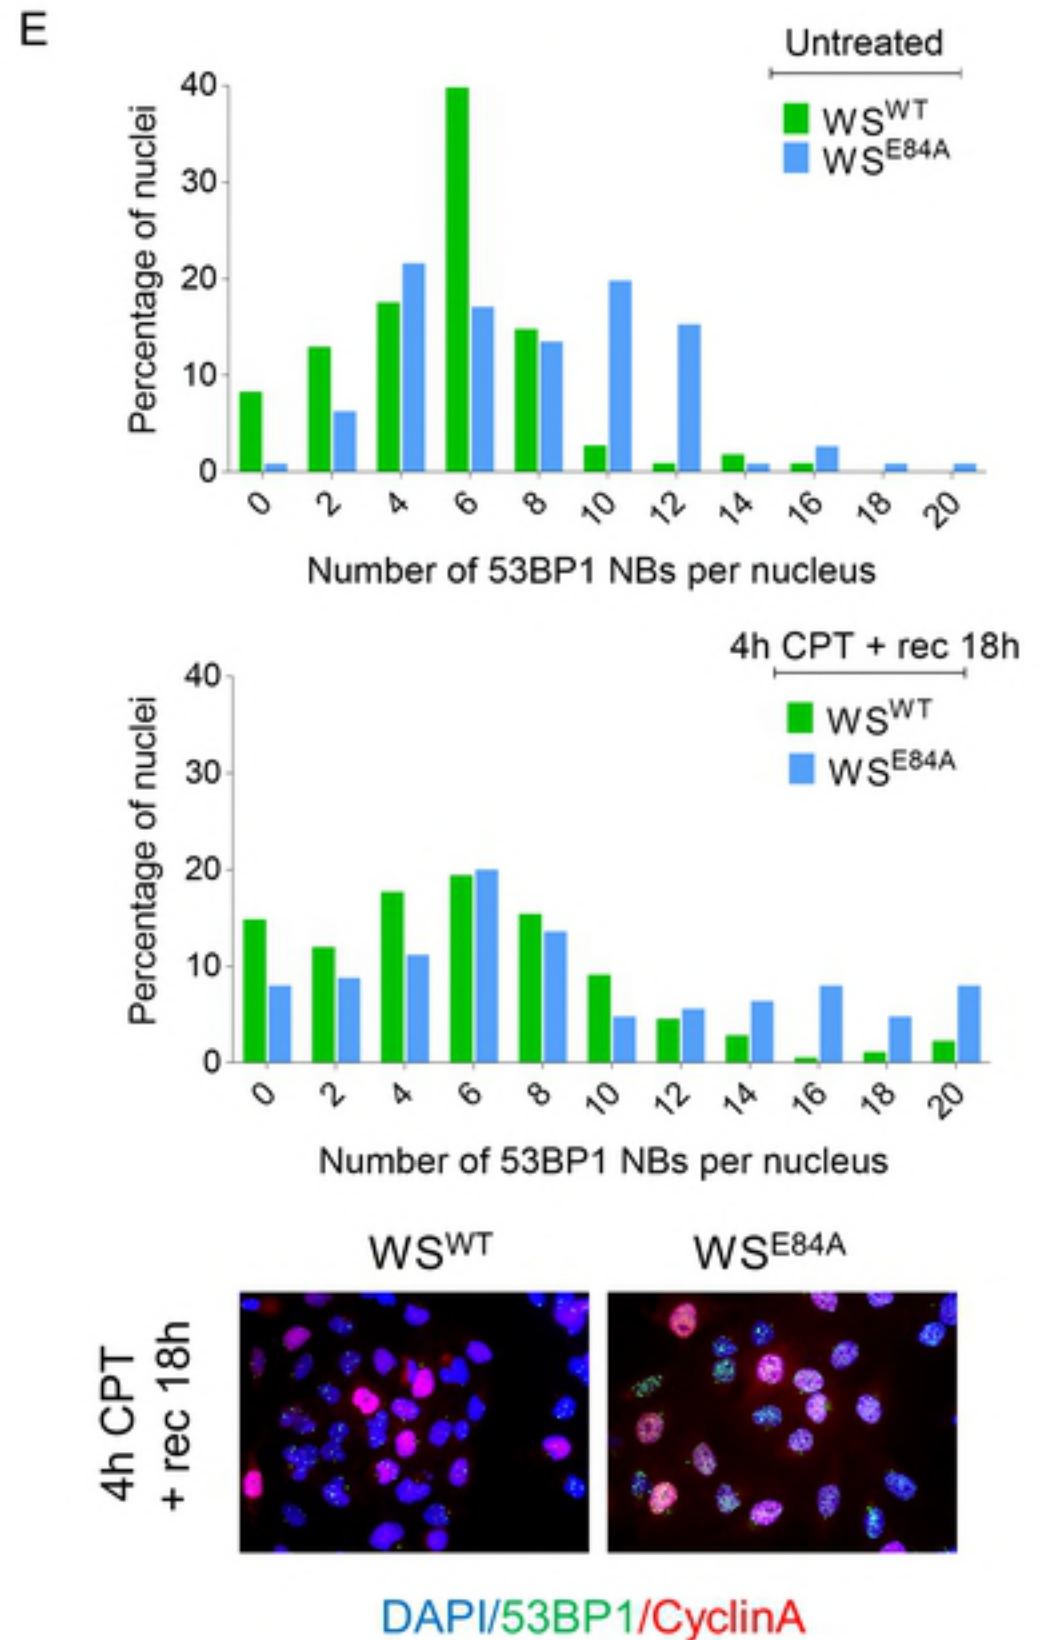 E
Untreated
WS^WT
WS^E84A
Percentage of nuclei
40
30
20
10
0
0 2 4 6 8 10 12 14 16 18 20
Number of 53BP1 NBs per nucleus
4h CPT + rec 18h
WS^WT
WS^E84A
Percentage of nuclei
40
30
20
10
0
0 2 4 6 8 10 12 14 16 18 20
Number of 53BP1 NBs per nucleus
WS^WT WS^E84A
4h CPT
+ rec 18h
DAPI/53BP1/CyclinA